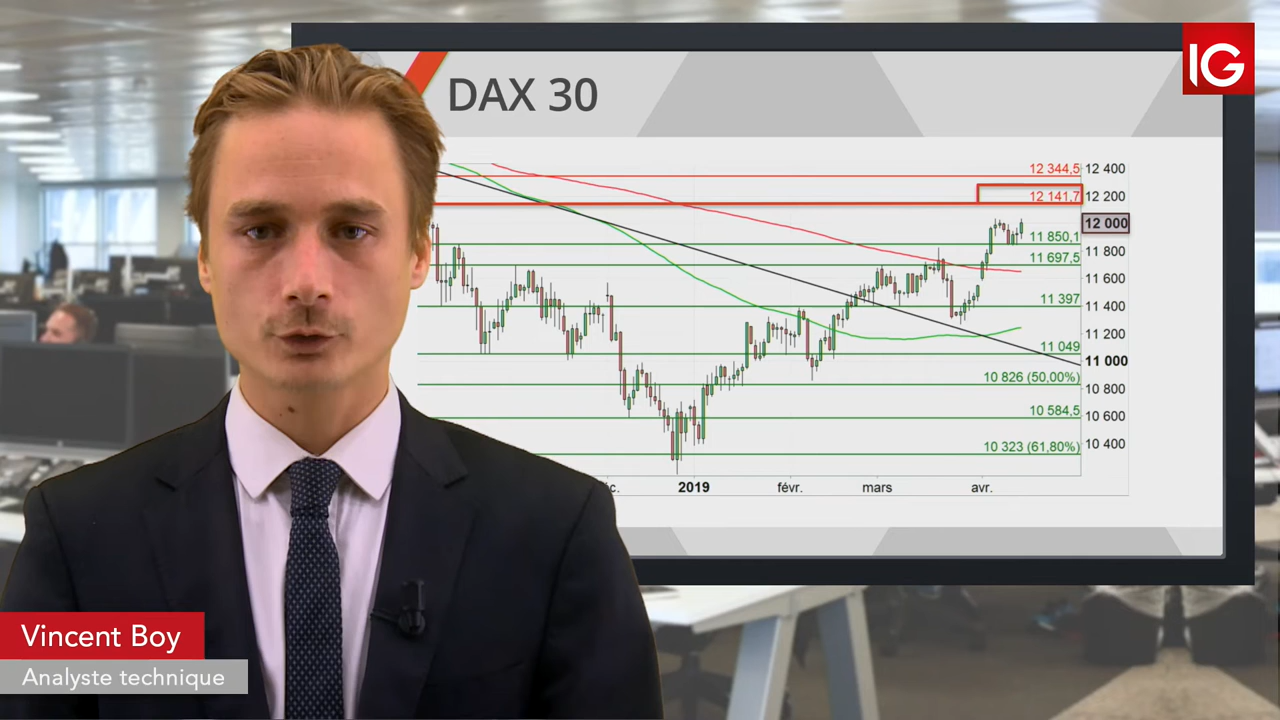 IG
DAX 30
12 344,5
12 400
12 141,7
12 200
12 000
11 850,1
11 800
11 697,5
11 600
11 397
11 400
11 200
11 049
11 000
10 826 (50,00%)
10 800
10 584,5
10 600
10 323 (61,80%)
10 400
2019
févr.
mars
avr.
Vincent Boy
Analyste technique